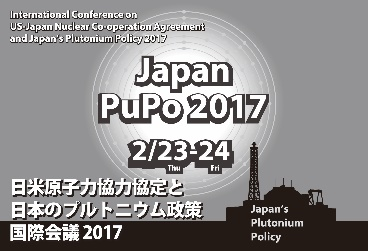 International Conference on
US-Japan Nuclear Co-operation Agreement
and Japan's Plutonium Policy 2017
Japan
PuPo 2017
2/23-24
Thu Fri
日米原子力協力協定と
日本のプルトニウム政策
国際会議 2017
Japan's
Plutonium
Policy